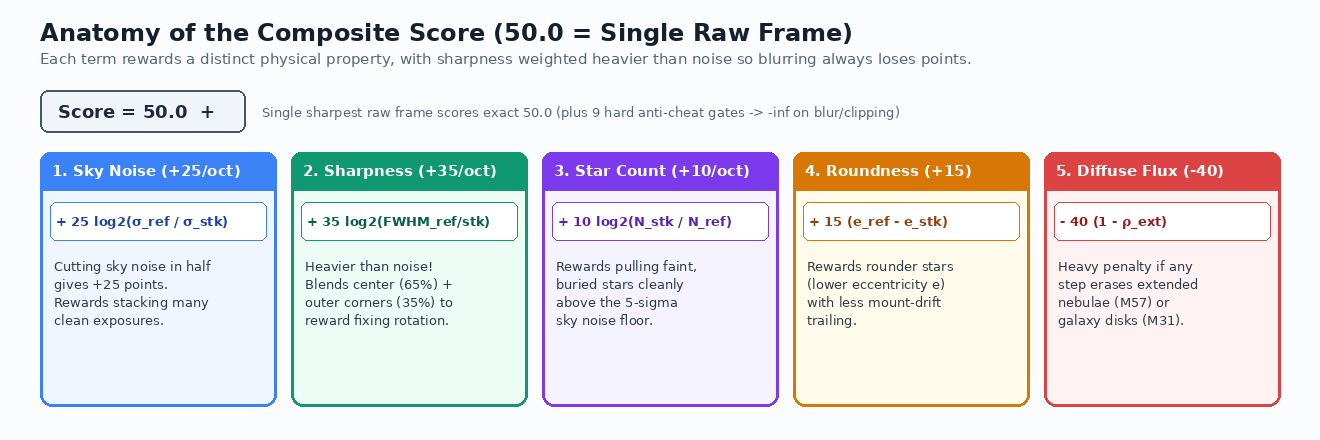 Anatomy of the Composite Score (50.0 = Single Raw Frame)
Each term rewards a distinct physical property, with sharpness weighted heavier than noise so blurring always loses points.
Score = 50.0 +
Single sharpest raw frame scores exact 50.0 (plus 9 hard anti-cheat gates -> -inf on blur/clipping)
1. Sky Noise (+25/oct)
+ 25 log2(σ_ref / σ_stk)
Cutting sky noise in half
gives +25 points.
Rewards stacking many
clean exposures.
2. Sharpness (+35/oct)
+ 35 log2(FWHM_ref/stk)
Heavier than noise!
Blends center (65%) +
outer corners (35%) to
reward fixing rotation.
3. Star Count (+10/oct)
+ 10 log2(N_stk / N_ref)
Rewards pulling faint,
buried stars cleanly
above the 5-sigma
sky noise floor.
4. Roundness (+15)
+ 15 (e_ref - e_stk)
Rewards rounder stars
(lower eccentricity e)
with less mount-drift
trailing.
5. Diffuse Flux (-40)
- 40 (1 - ρ_ext)
Heavy penalty if any
step erases extended
nebulae (M57) or
galaxy disks (M31).